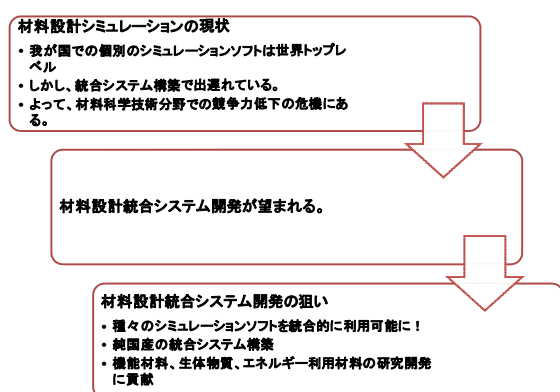 材料設計シミュレーションの現状
• 我が国での個別のシミュレーションソフトは世界トップレ
ベル
• しかし、統合システム構築で出遅れている。
• よって、材料科学技術分野での競争力低下の危機にあ
る。
材料設計統合システム開発が望まれる。
材料設計統合システム開発の狙い
• 種々のシミュレーションソフトを統合的に利用可能に！
• 純国産の統合システム構築
• 機能材料、生体物質、エネルギー利用材料の研究開発
に貢献